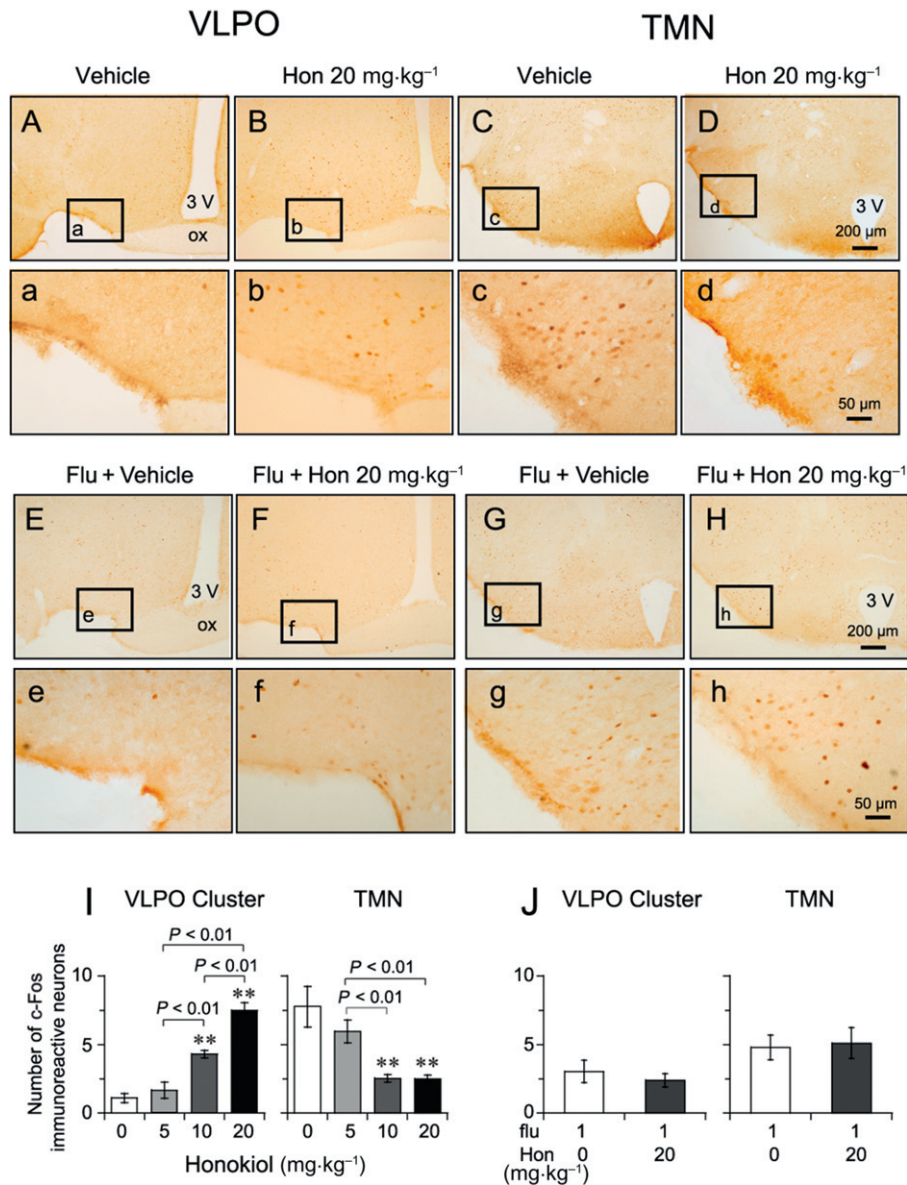 VLPO TMN
Vehicle Hon 20 mg·kg⁻¹ Vehicle Hon 20 mg·kg⁻¹
A B C D
3 V 3 V
a b c d
ox 200 µm
a b c d
50 µm
Flu + Vehicle Flu + Hon 20 mg·kg⁻¹ Flu + Vehicle Flu + Hon 20 mg·kg⁻¹
E F G H
3 V 3 V
e f g h
ox 200 µm
e f g h
50 µm
I VLPO Cluster TMN J VLPO Cluster TMN
Number of c-Fos
immunoreactive neurons
P < 0.01
P < 0.01 P < 0.01
P < 0.01 P < 0.01
10 10
** ** ** **
5 5
0 0
0 5 10 20 0 5 10 20
Honokiol (mg·kg⁻¹)
flu 1 1 1 1
Hon 0 20 0 20
(mg·kg⁻¹)